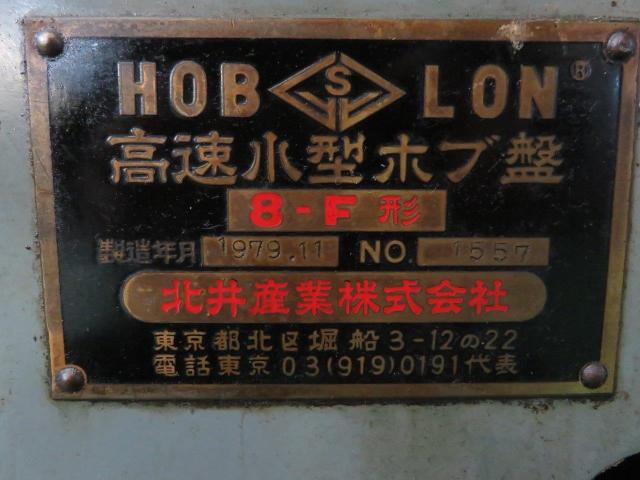 HOB S LON®
高速小型ホブ盤
8-F 形
製造年月 1979.11 NO. 1557
北井産業株式会社
東京都北区堀船3-12の22
電話東京03(919)0191代表